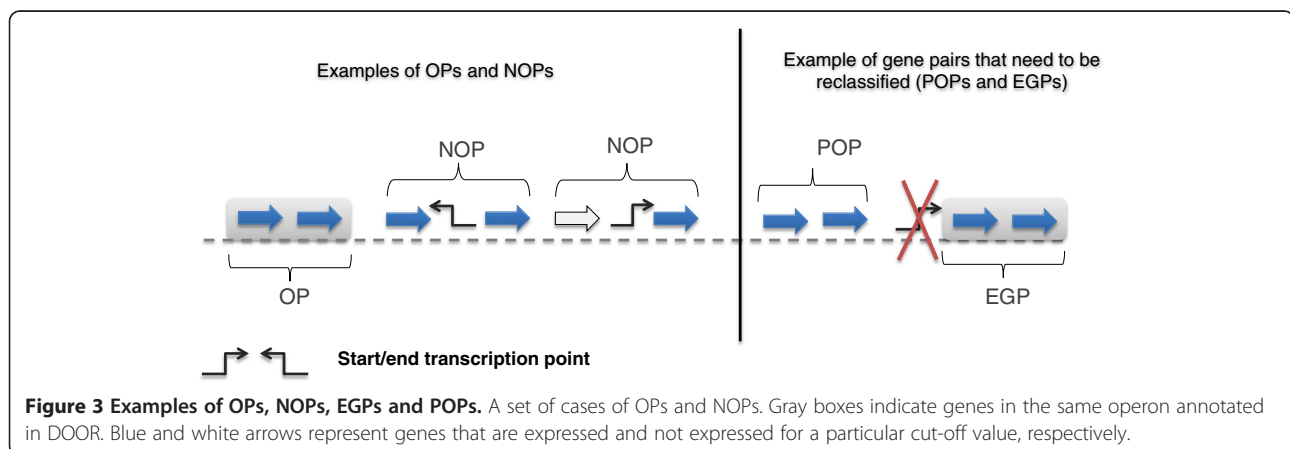 Examples of OPs and NOPs
Example of gene pairs that need to be
reclassified (POPs and EGPs)
NOP
NOP
POP
OP
EGP
Start/end transcription point
Figure 3 Examples of OPs, NOPs, EGPs and POPs. A set of cases of OPs and NOPs. Gray boxes indicate genes in the same operon annotated
in DOOR. Blue and white arrows represent genes that are expressed and not expressed for a particular cut-off value, respectively.